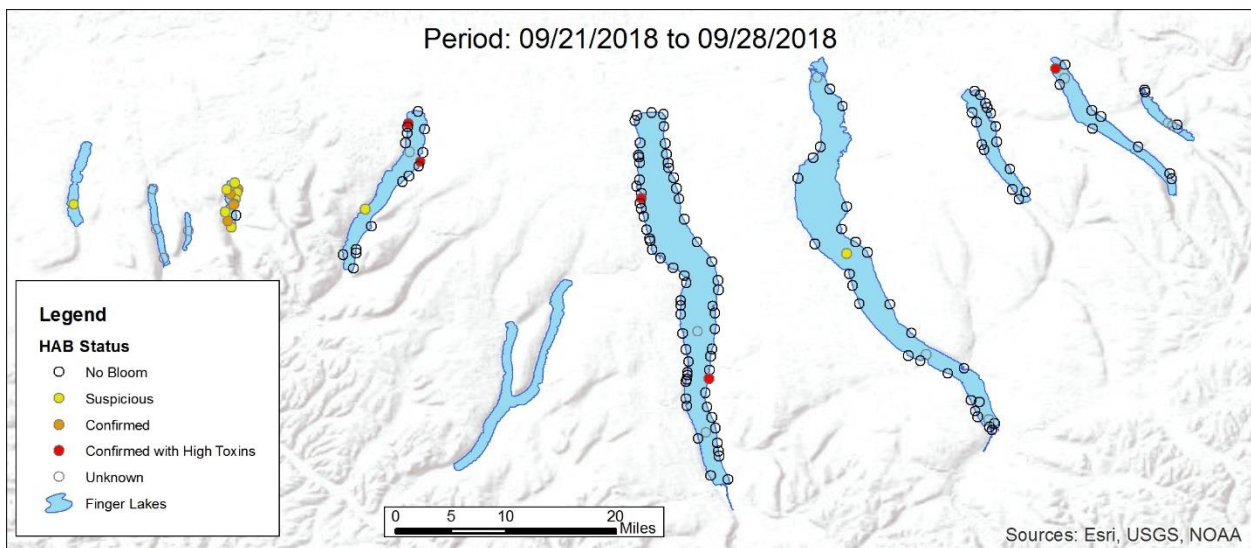 Period: 09/21/2018 to 09/28/2018
Legend
HAB Status
No Bloom
Suspicious
Confirmed
Confirmed with High Toxins
Unknown
Finger Lakes
0 5 10 20
Miles
Sources: Esri, USGS, NOAA